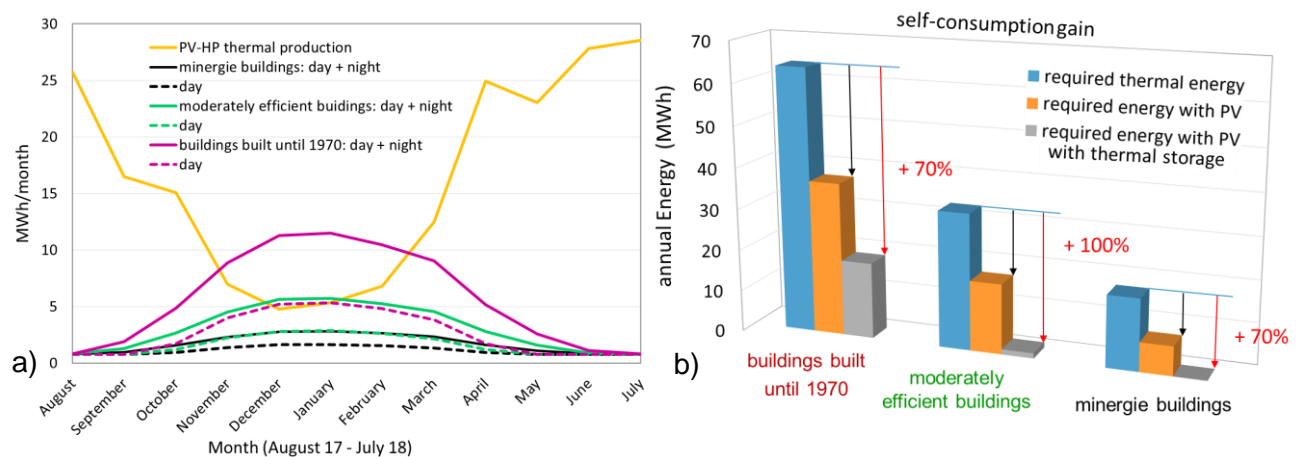 a)
MWh/month
30
25
20
15
10
5
0
PV-HP thermal production
minergie buildings: day + night
day
moderately efficient buidings: day + night
day
buildings built until 1970: day + night
day
August
September
October
November
December
January
February
March
April
May
June
July
Month (August 17 - July 18)
b)
self-consumption gain
annual Energy (MWh)
70
60
50
40
30
20
10
0
required thermal energy
required energy with PV
required energy with PV
with thermal storage
+ 70%
+ 100%
+ 70%
buildings built
until 1970
moderately
efficient buildings
minergie buildings